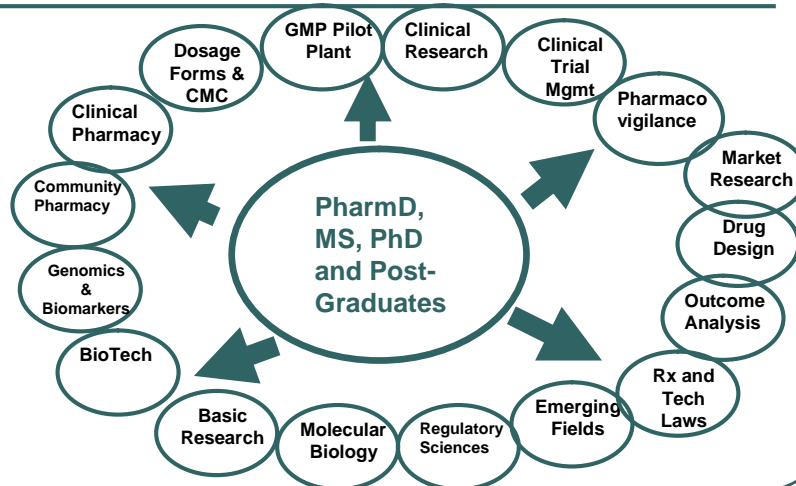 GMP Pilot
Plant
Clinical
Research
Clinical
Trial
Mgmt
Pharmaco
vigilance
Market
Research
Drug
Design
Outcome
Analysis
Rx and
Tech
Laws
Emerging
Fields
Regulatory
Sciences
Molecular
Biology
Basic
Research
BioTech
Genomics
&
Biomarkers
Community
Pharmacy
Clinical
Pharmacy
Dosage
Forms &
CMC
PharmD,
MS, PhD
and Post-
Graduates